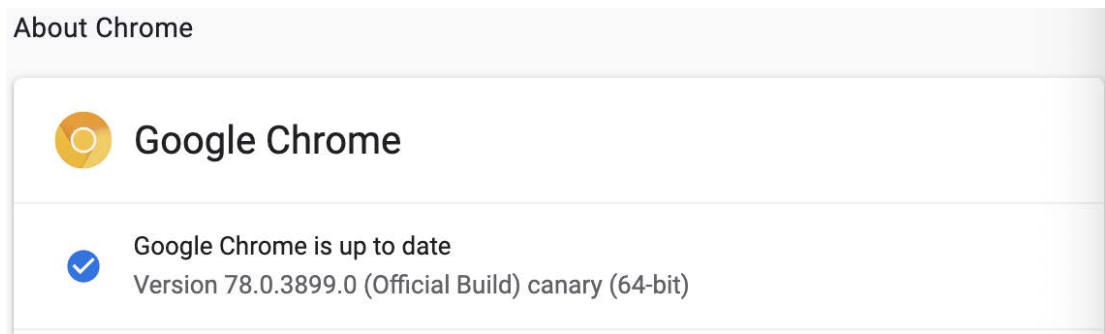 About Chrome
Google Chrome
Google Chrome is up to date
Version 78.0.3899.0 (Official Build) canary (64-bit)